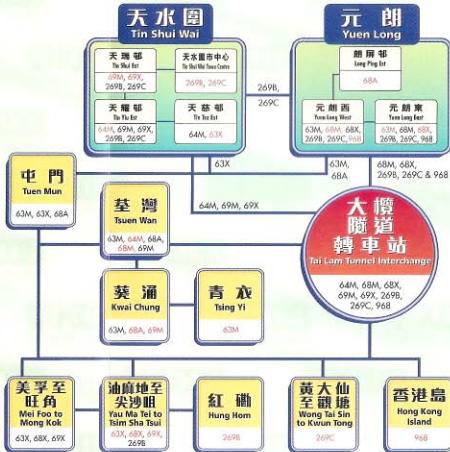 天水圍
Tin Shui Wai
天瑞邨
Tin Shui Est
69M, 69X,
269B, 269C
天水圍市中心
Tin Shui Wai Town Centre
269B, 269C
天耀邨
Tin Yiu Est
64M, 69M, 69X,
269B, 269C
天慈邨
Tin Tsz Est
64M, 63X
269B,
269C
元朗
Yuen Long
朗屏邨
Long Ping Est
68A
元朗西
Yuen Long West
63M, 68M, 68X,
269B, 269C, 968
元朗東
Yuen Long East
63M, 68M, 68X,
269B, 269C, 968
63X
63M,
68A
68M, 68X,
269B, 269C & 968
屯門
Tuen Mun
63M, 63X, 68A
荃灣
Tsuen Wan
63M, 64M, 68A,
68M, 69M
64M, 69M, 69X
大欖
隧道
轉車站
Tai Lam Tunnel Interchange
64M, 68M, 68X,
69M, 69X, 269B,
269C, 968
葵涌
Kwai Chung
63M, 68A, 69M
青衣
Tsing Yi
63M
美孚至
旺角
Mei Foo to
Mong Kok
63X, 68X, 69X
油麻地至
尖沙咀
Yau Ma Tei to
Tsim Sha Tsui
63X, 68X, 69X,
269B
紅磡
Hung Hom
269B
黃大仙
至觀塘
Wong Tai Sin
to Kwun Tong
269C
香港島
Hong Kong
Island
968